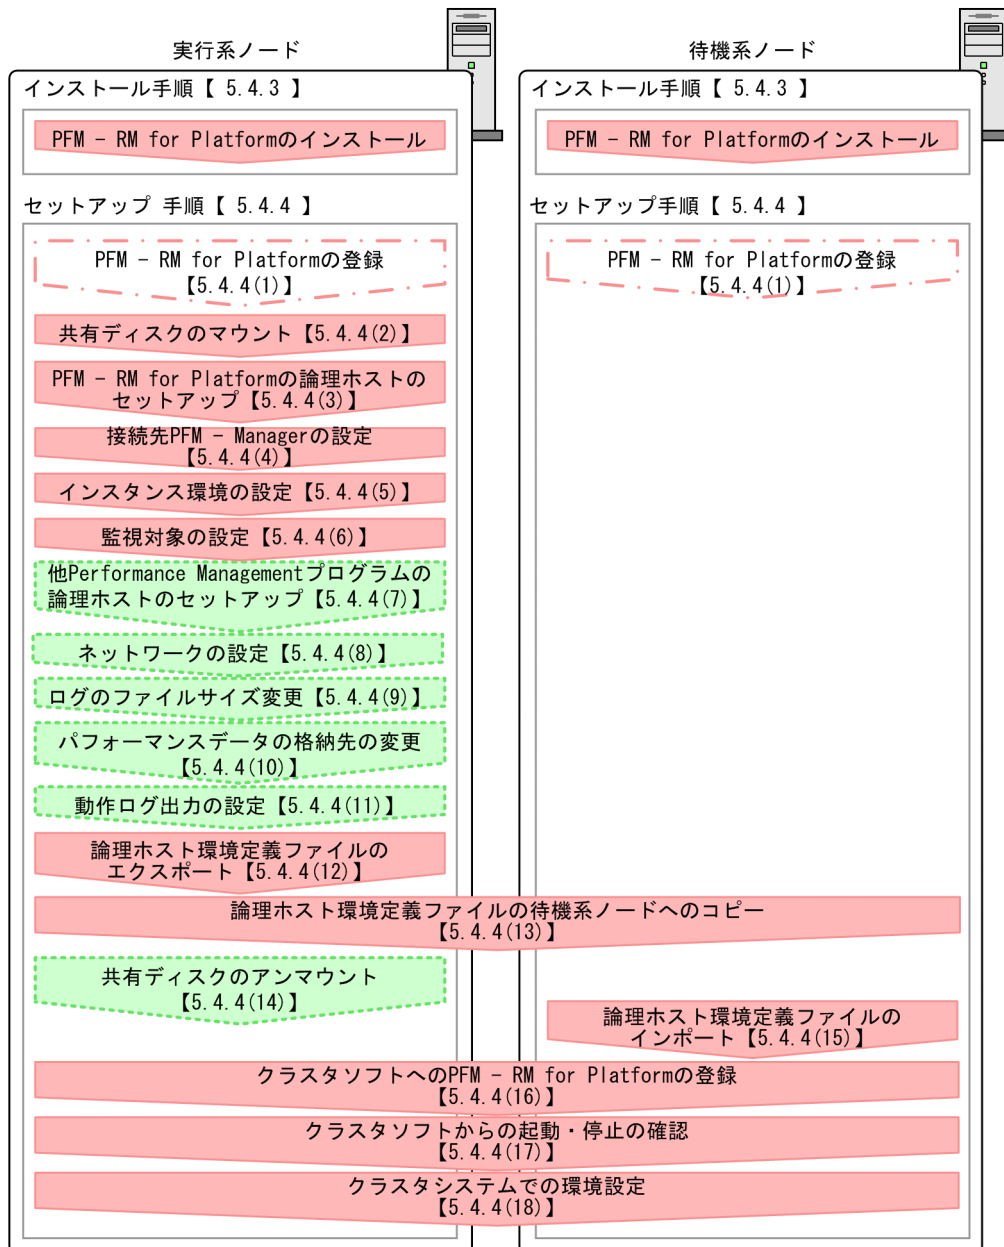 実行系ノード
待機系ノード
インストール手順【 5.4.3 】
インストール手順【 5.4.3 】
PFM − RM for Platformのインストール
PFM − RM for Platformのインストール
セットアップ 手順【 5.4.4 】
セットアップ手順【 5.4.4 】
PFM − RM for Platformの登録
【5.4.4(1)】
PFM − RM for Platformの登録
【5.4.4(1)】
共有ディスクのマウント【5.4.4(2)】
PFM − RM for Platformの論理ホストの
セットアップ【5.4.4(3)】
接続先PFM − Managerの設定
【5.4.4(4)】
インスタンス環境の設定【5.4.4(5)】
監視対象の設定【5.4.4(6)】
他Performance Managementプログラムの
論理ホストのセットアップ【5.4.4(7)】
ネットワークの設定【5.4.4(8)】
ログのファイルサイズ変更【5.4.4(9)】
パフォーマンスデータの格納先の変更
【5.4.4(10)】
動作ログ出力の設定【5.4.4(11)】
論理ホスト環境定義ファイルの
エクスポート【5.4.4(12)】
論理ホスト環境定義ファイルの待機系ノードへのコピー
【5.4.4(13)】
共有ディスクのアンマウント
【5.4.4(14)】
論理ホスト環境定義ファイルの
インポート【5.4.4(15)】
クラスタソフトへのPFM − RM for Platformの登録
【5.4.4(16)】
クラスタソフトからの起動・停止の確認
【5.4.4(17)】
クラスタシステムでの環境設定
【5.4.4(18)】